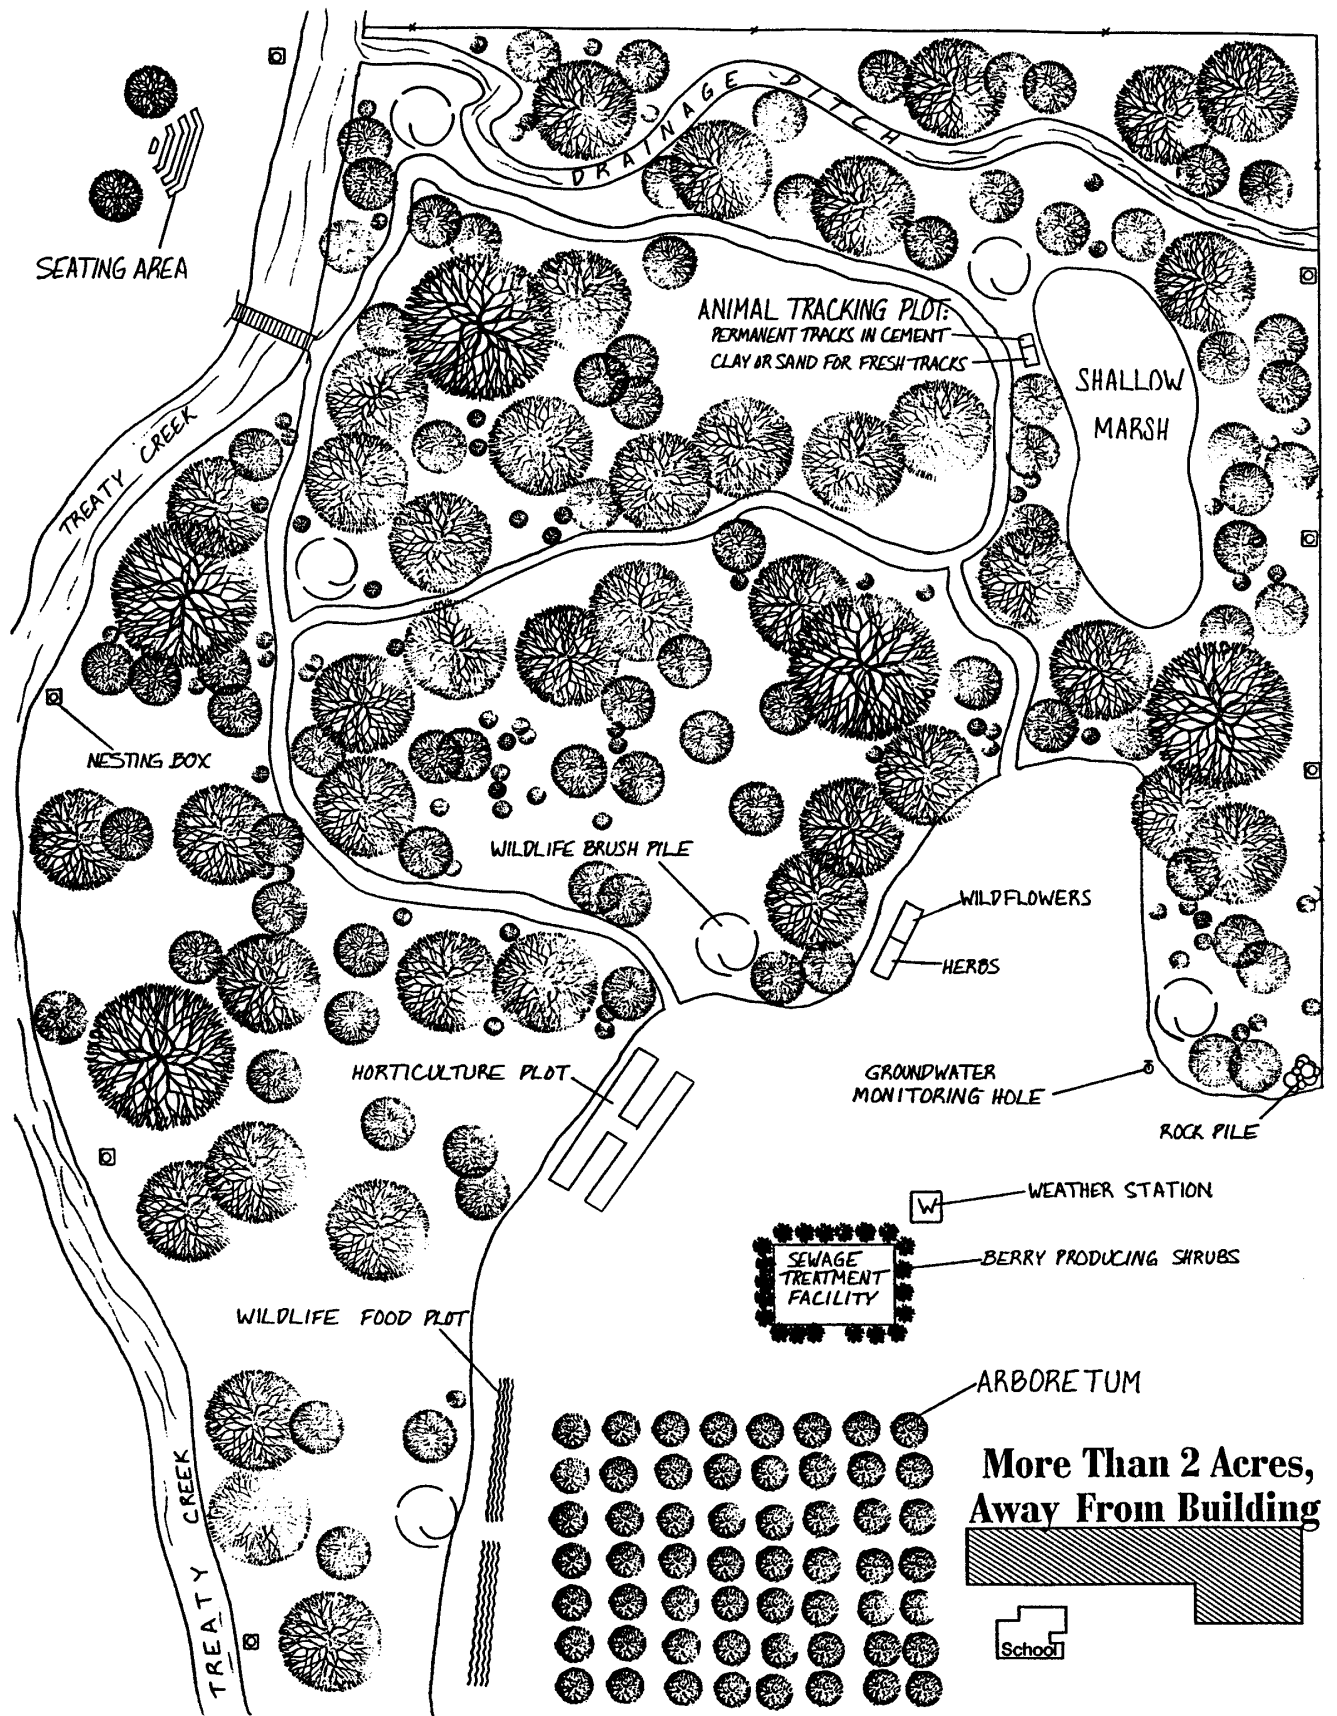 DRAINAGE DITCH
SEATING AREA
ANIMAL TRACKING PLOT:
PERMANENT TRACKS IN CEMENT
CLAY OR SAND FOR FRESH TRACKS
SHALLOW
MARSH
TREATY CREEK
NESTING BOX
WILDLIFE BRUSH PILE
WILDFLOWERS
HERBS
HORTICULTURE PLOT
GROUNDWATER
MONITORING HOLE
ROCK PILE
WEATHER STATION
W
BERRY PRODUCING SHRUBS
SEWAGE
TREATMENT
FACILITY
WILDLIFE FOOD PLOT
ARBORETUM
More Than 2 Acres,
Away From Building
TREATY CREEK
School